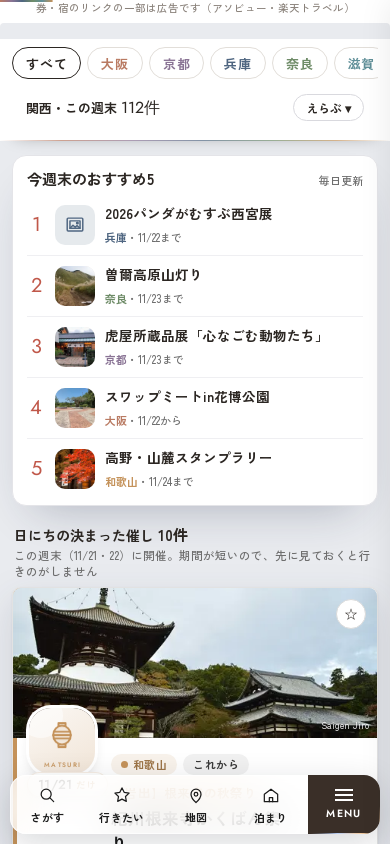 券・宿のリンクの一部は広告です（アソビュー・楽天トラベル）
すべて
大阪
京都
兵庫
奈良
滋賀
関西・この週末 112件
えらぶ ▾
今週末のおすすめ5
毎日更新
1
2026パンダがむすぶ西宮展
兵庫・11/22まで
2
曽爾高原山灯り
奈良・11/23まで
3
虎屋所蔵品展「心なごむ動物たち」
京都・11/23まで
4
スワップミートin花博公園
大阪・11/22から
5
高野・山麓スタンプラリー
和歌山・11/24まで
日にちの決まった催し 10件
この週末（11/21・22）に開催。期間が短いので、先に見ておくと行
きのがしません
Saigen Jiro
MATSURI
和歌山
これから
11/21 だけ
さがす
行きたい
地図
泊まり
MENU